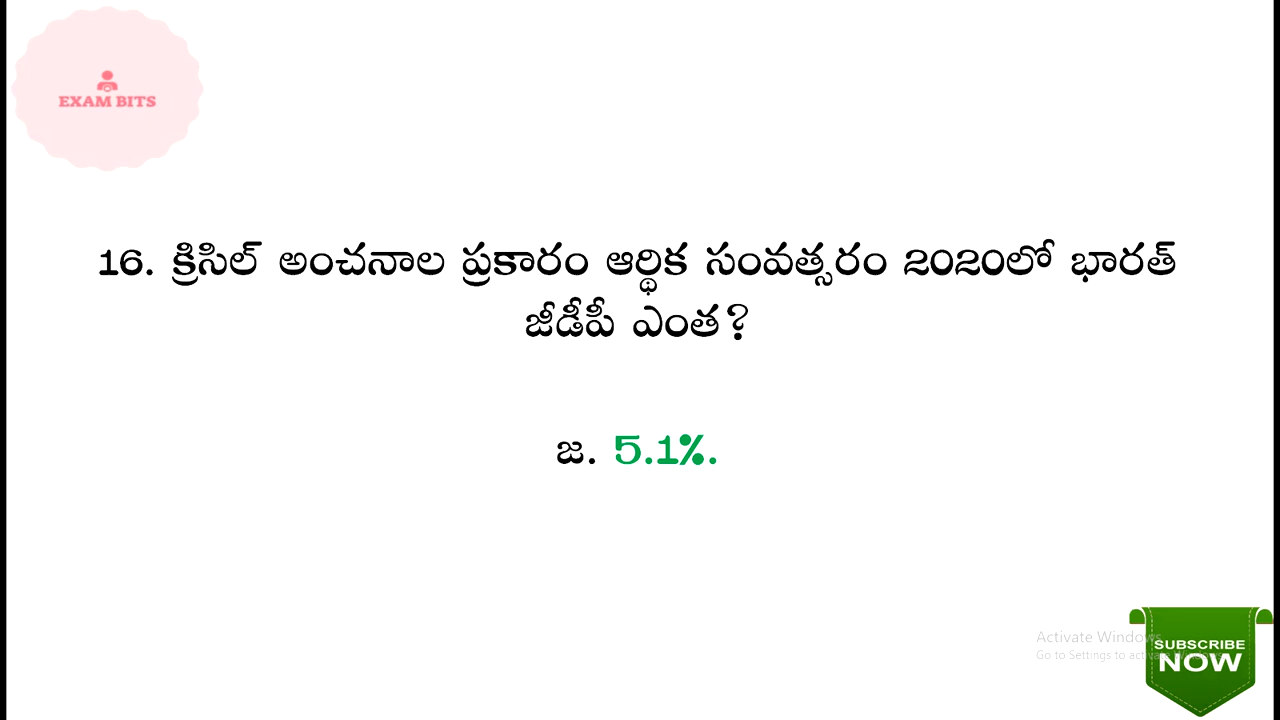 EXAM BITS
16. క్రిసిల్ అంచనాల ప్రకారం ఆర్థిక సంవత్సరం 2020లో భారత్
జీడీపీ ఎంత?
జ. 5.1%.
Activate Windows
Go to Settings to activate Windows.
SUBSCRIBE
NOW